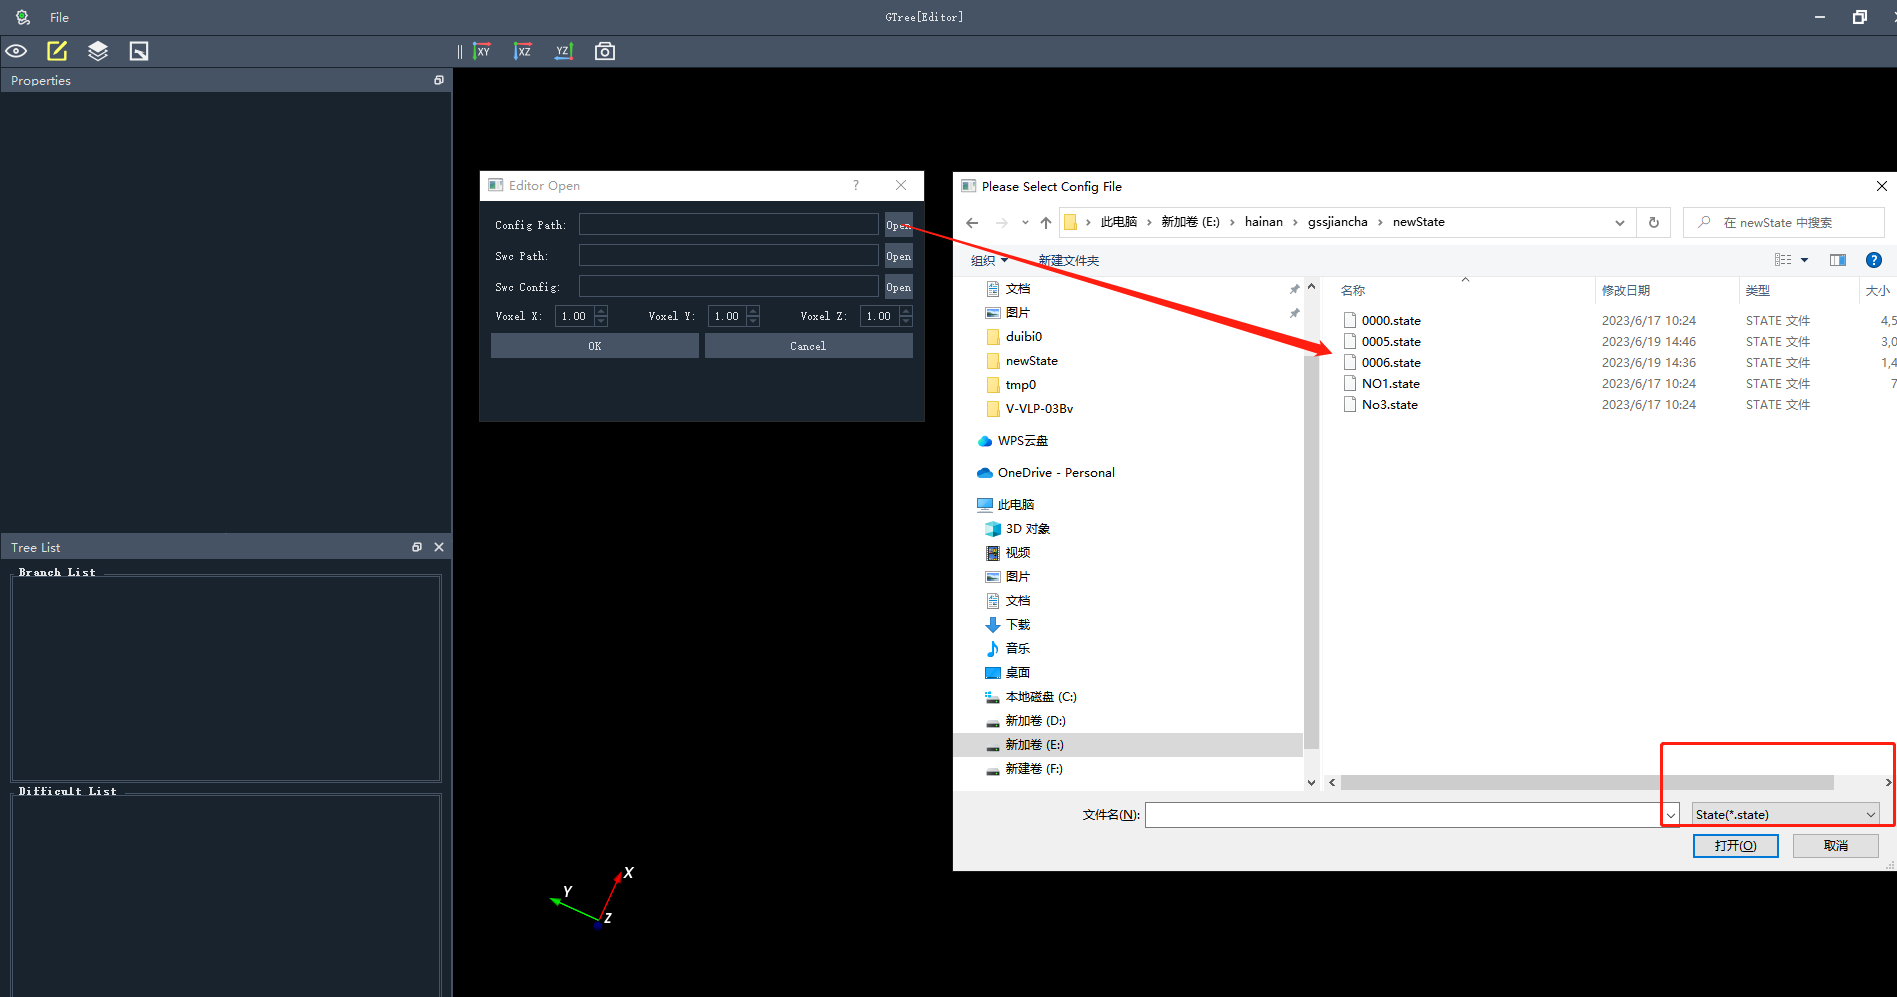 File
GTree[Editor]
XY
XZ
YZ
Properties
Editor Open
?
Config Path:
Open
Swc Path:
Open
Swc Config:
Open
Voxel X: 1.00
Voxel Y: 1.00
Voxel Z: 1.00
OK
Cancel
Tree List
Branch List
Difficult List
X
Y
Z
Please Select Config File
此电脑 › 新加卷 (E:) › hainan › gssjiancha › newState
在 newState 中搜索
组织
新建文件夹
?
文档
图片
duibi0
newState
tmp0
V-VLP-03Bv
WPS云盘
OneDrive - Personal
此电脑
3D 对象
视频
图片
文档
下载
音乐
桌面
本地磁盘 (C:)
新加卷 (D:)
新加卷 (E:)
新建卷 (F:)
名称 修改日期 类型 大小
0000.state 2023/6/17 10:24 STATE 文件 4,5
0005.state 2023/6/19 14:46 STATE 文件 3,0
0006.state 2023/6/19 14:36 STATE 文件 1,4
NO1.state 2023/6/17 10:24 STATE 文件 7
No3.state 2023/6/17 10:24 STATE 文件
文件名(N):
State(*.state)
打开(O)
取消